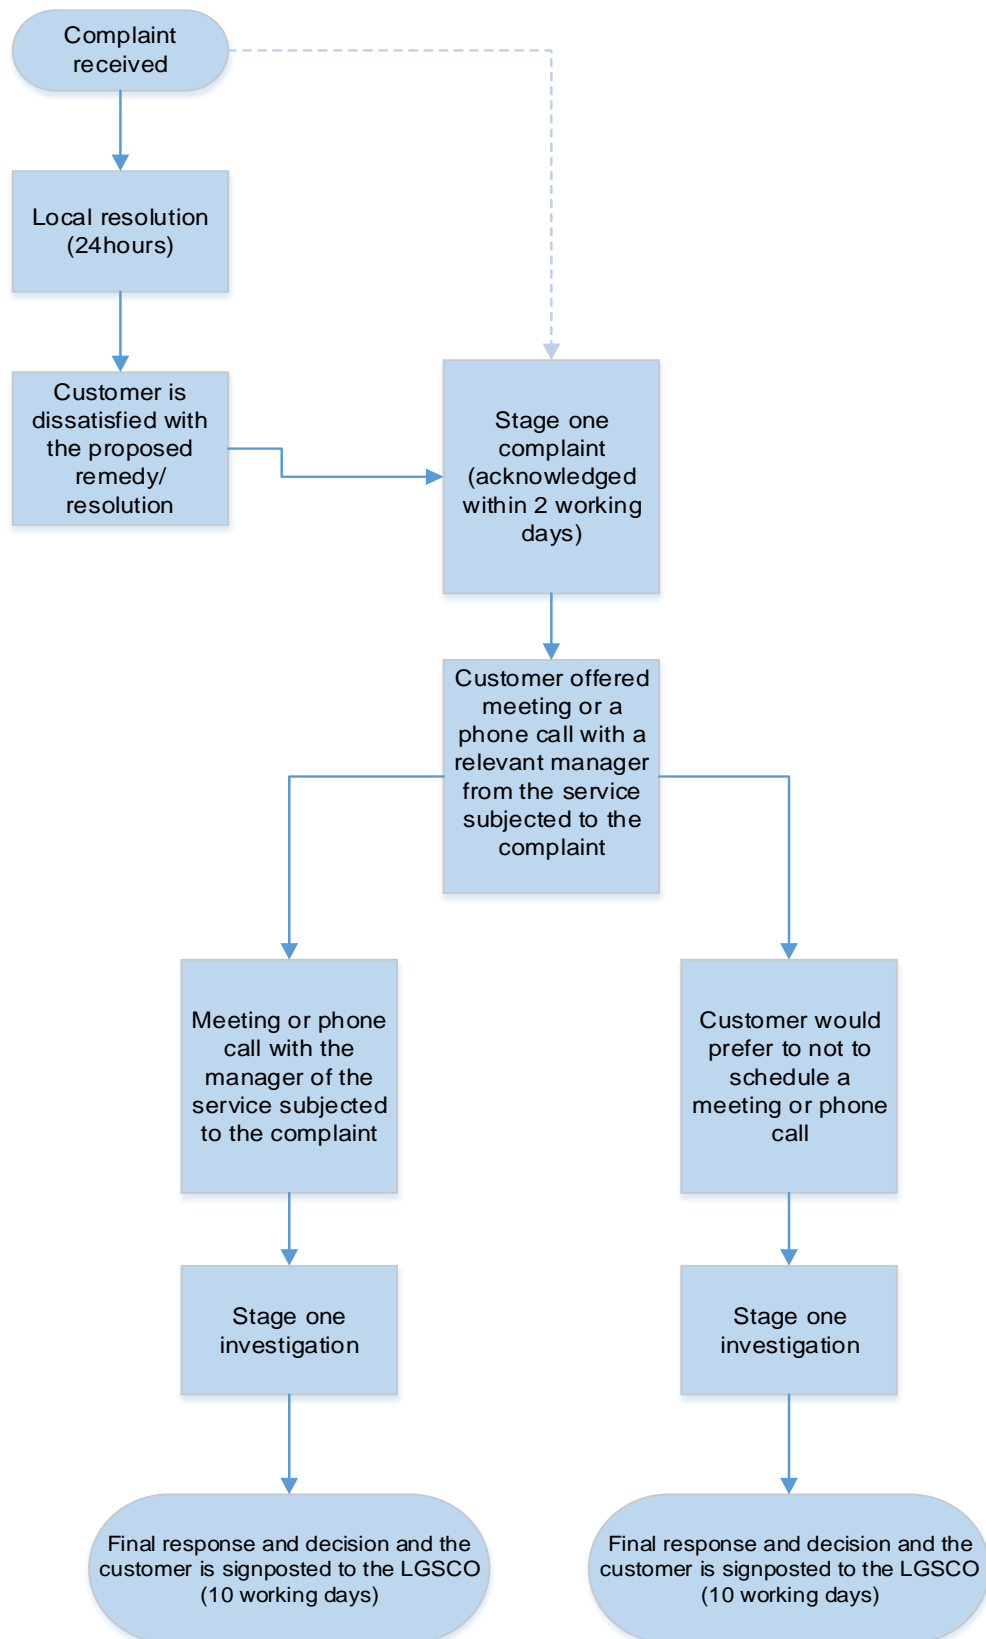 Complaint
received
Local resolution
(24hours)
Customer is
dissatisfied with
the proposed
remedy/
resolution
Stage one
complaint
(acknowledged
within 2 working
days)
Customer offered
meeting or a
phone call with a
relevant manager
from the service
subjected to the
complaint
Meeting or phone
call with the
manager of the
service subjected
to the complaint
Customer would
prefer to not to
schedule a
meeting or phone
call
Stage one
investigation
Stage one
investigation
Final response and decision and the
customer is signposted to the LGSCO
(10 working days)
Final response and decision and the
customer is signposted to the LGSCO
(10 working days)